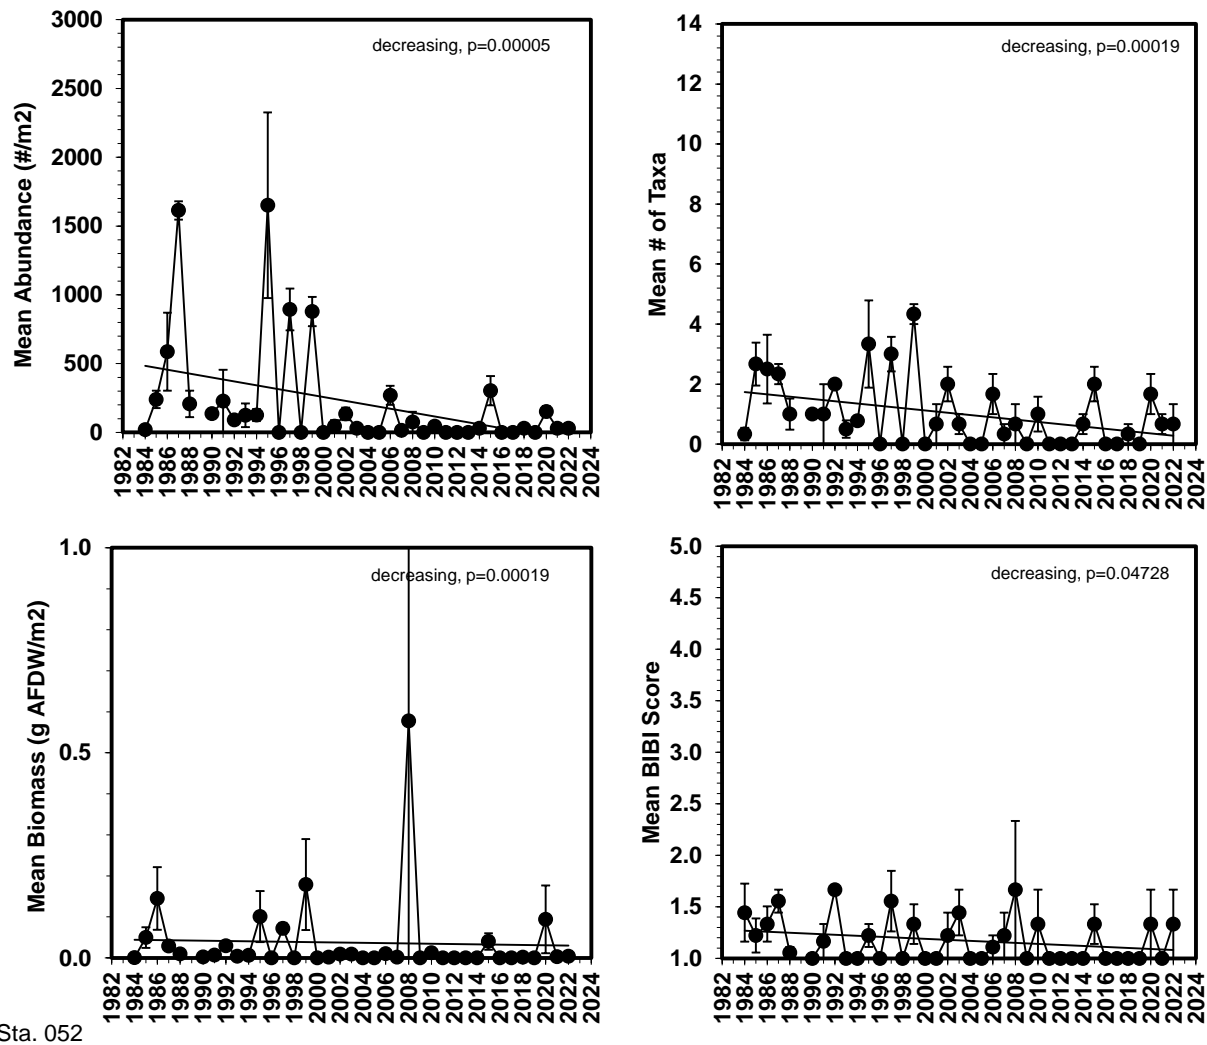 Mean Abundance (#/m2)
3000
2500
2000
1500
1000
500
0
decreasing, p=0.00005
1982 1984 1986 1988 1990 1992 1994 1996 1998 2000 2002 2004 2006 2008 2010 2012 2014 2016 2018 2020 2022 2024
Mean # of Taxa
14
12
10
8
6
4
2
0
decreasing, p=0.00019
1982 1984 1986 1988 1990 1992 1994 1996 1998 2000 2002 2004 2006 2008 2010 2012 2014 2016 2018 2020 2022 2024
Mean Biomass (g AFDW/m2)
1.0
0.5
0.0
decreasing, p=0.00019
1982 1984 1986 1988 1990 1992 1994 1996 1998 2000 2002 2004 2006 2008 2010 2012 2014 2016 2018 2020 2022 2024
Mean BIBI Score
5.0
4.5
4.0
3.5
3.0
2.5
2.0
1.5
1.0
decreasing, p=0.04728
1982 1984 1986 1988 1990 1992 1994 1996 1998 2000 2002 2004 2006 2008 2010 2012 2014 2016 2018 2020 2022 2024
Sta. 052